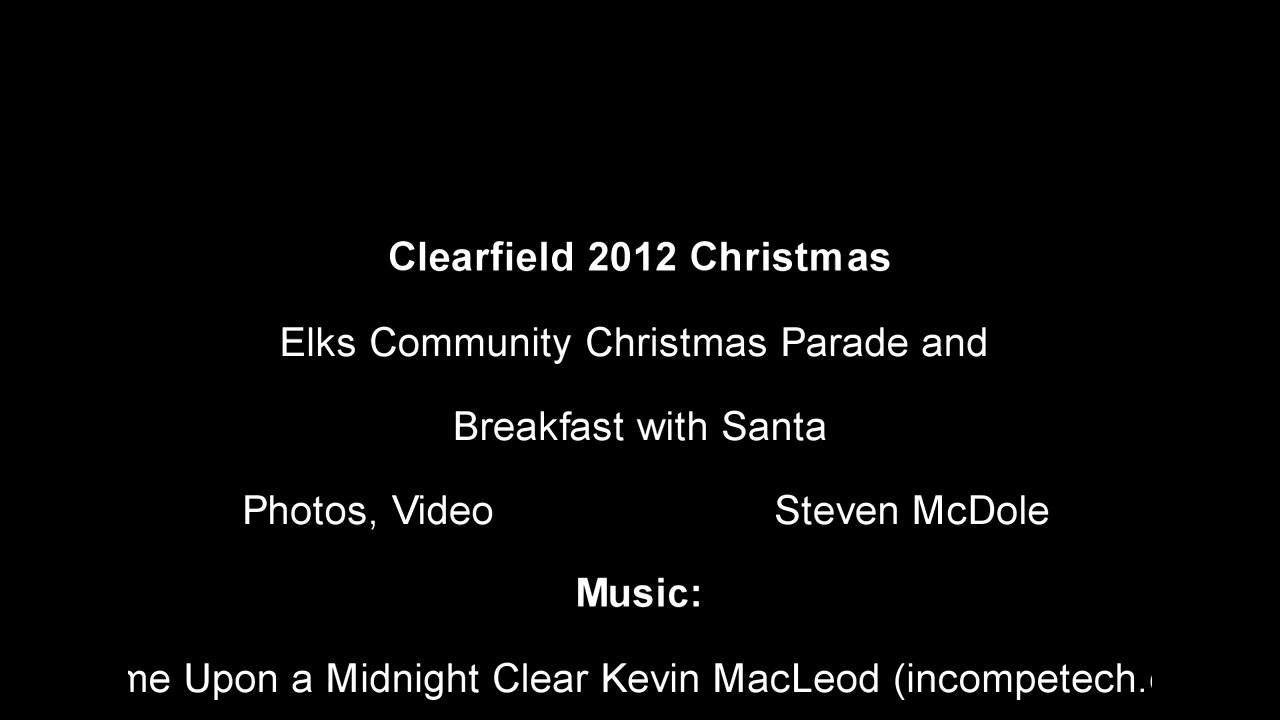 Clearfield 2012 Christmas
Elks Community Christmas Parade and
Breakfast with Santa
Photos, Video Steven McDole
Music:
me Upon a Midnight Clear Kevin MacLeod (incompetech.